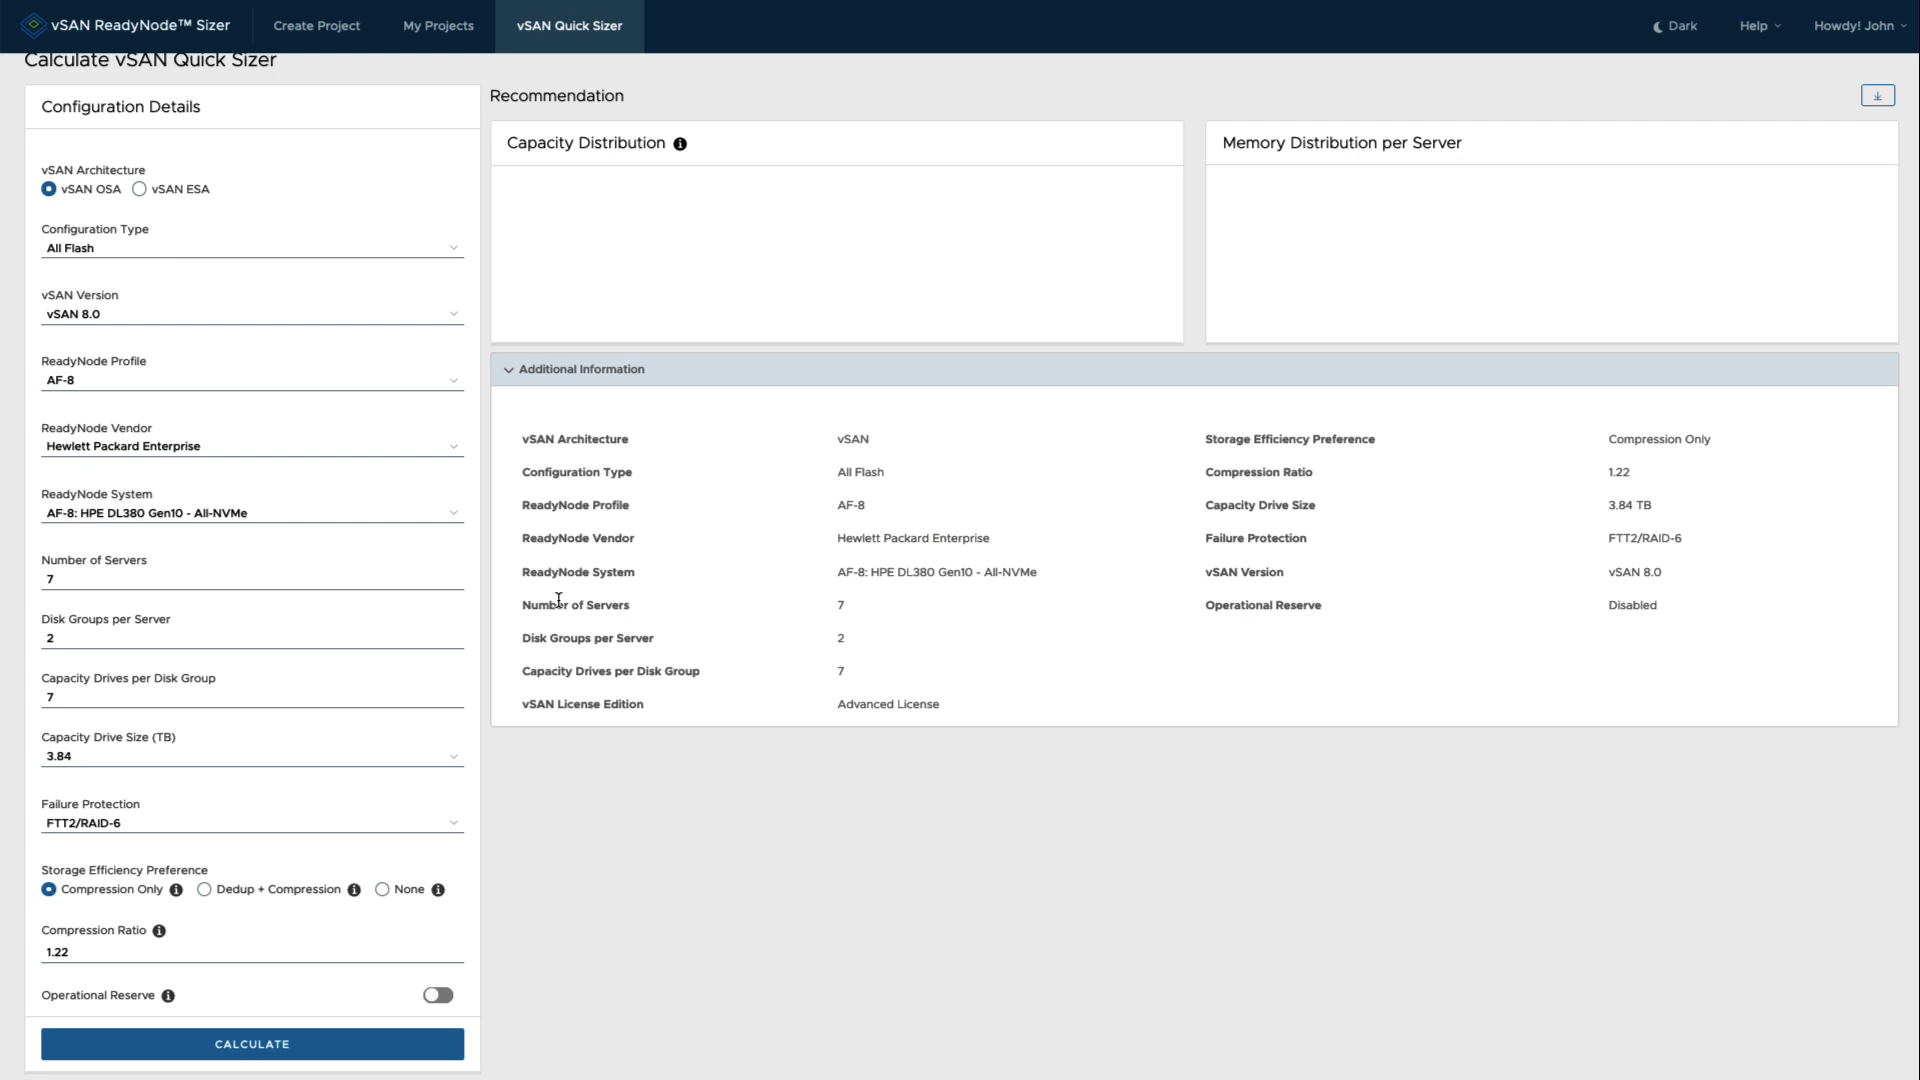 vSAN ReadyNode™ Sizer
Create Project
My Projects
vSAN Quick Sizer
Dark
Help
Howdy! John
Calculate vSAN Quick Sizer
Configuration Details
vSAN Architecture
vSAN OSA
vSAN ESA
Configuration Type
All Flash
vSAN Version
vSAN 8.0
ReadyNode Profile
AF-8
ReadyNode Vendor
Hewlett Packard Enterprise
ReadyNode System
AF-8: HPE DL380 Gen10 - All-NVMe
Number of Servers
7
Disk Groups per Server
2
Capacity Drives per Disk Group
7
Capacity Drive Size (TB)
3.84
Failure Protection
FTT2/RAID-6
Storage Efficiency Preference
Compression Only
Dedup + Compression
None
Compression Ratio
1.22
Operational Reserve
CALCULATE
Recommendation
Capacity Distribution
Memory Distribution per Server
Additional Information
vSAN Architecture vSAN
Configuration Type All Flash
ReadyNode Profile AF-8
ReadyNode Vendor Hewlett Packard Enterprise
ReadyNode System AF-8: HPE DL380 Gen10 - All-NVMe
Number of Servers 7
Disk Groups per Server 2
Capacity Drives per Disk Group 7
vSAN License Edition Advanced License
Storage Efficiency Preference Compression Only
Compression Ratio 1.22
Capacity Drive Size 3.84 TB
Failure Protection FTT2/RAID-6
vSAN Version vSAN 8.0
Operational Reserve Disabled